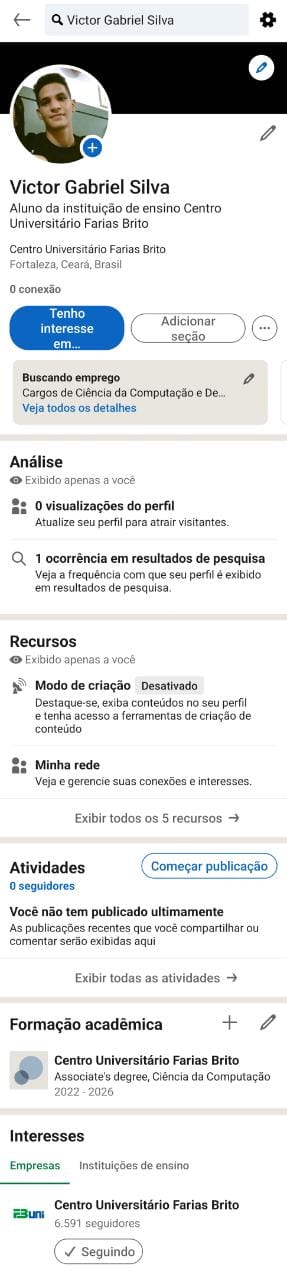 Victor Gabriel Silva
Victor Gabriel Silva
Aluno da instituição de ensino Centro
Universitário Farias Brito
Centro Universitário Farias Brito
Fortaleza, Ceará, Brasil
0 conexão
Tenho
interesse
em...
Adicionar
seção
Buscando emprego
Cargos de Ciência da Computação e De...
Veja todos os detalhes
Análise
Exibido apenas a você
0 visualizações do perfil
Atualize seu perfil para atrair visitantes.
1 ocorrência em resultados de pesquisa
Veja a frequência com que seu perfil é exibido
em resultados de pesquisa.
Recursos
Exibido apenas a você
Modo de criação Desativado
Destaque-se, exiba conteúdos no seu perfil
e tenha acesso a ferramentas de criação de
conteúdo
Minha rede
Veja e gerencie suas conexões e interesses.
Exibir todos os 5 recursos →
Atividades
Começar publicação
0 seguidores
Você não tem publicado ultimamente
As publicações recentes que você compartilhar ou
comentar serão exibidas aqui
Exibir todas as atividades →
Formação acadêmica
Centro Universitário Farias Brito
Associate's degree, Ciência da Computação
2022 - 2026
Interesses
Empresas Instituições de ensino
FBuni
Centro Universitário Farias Brito
6.591 seguidores
✓ Seguindo